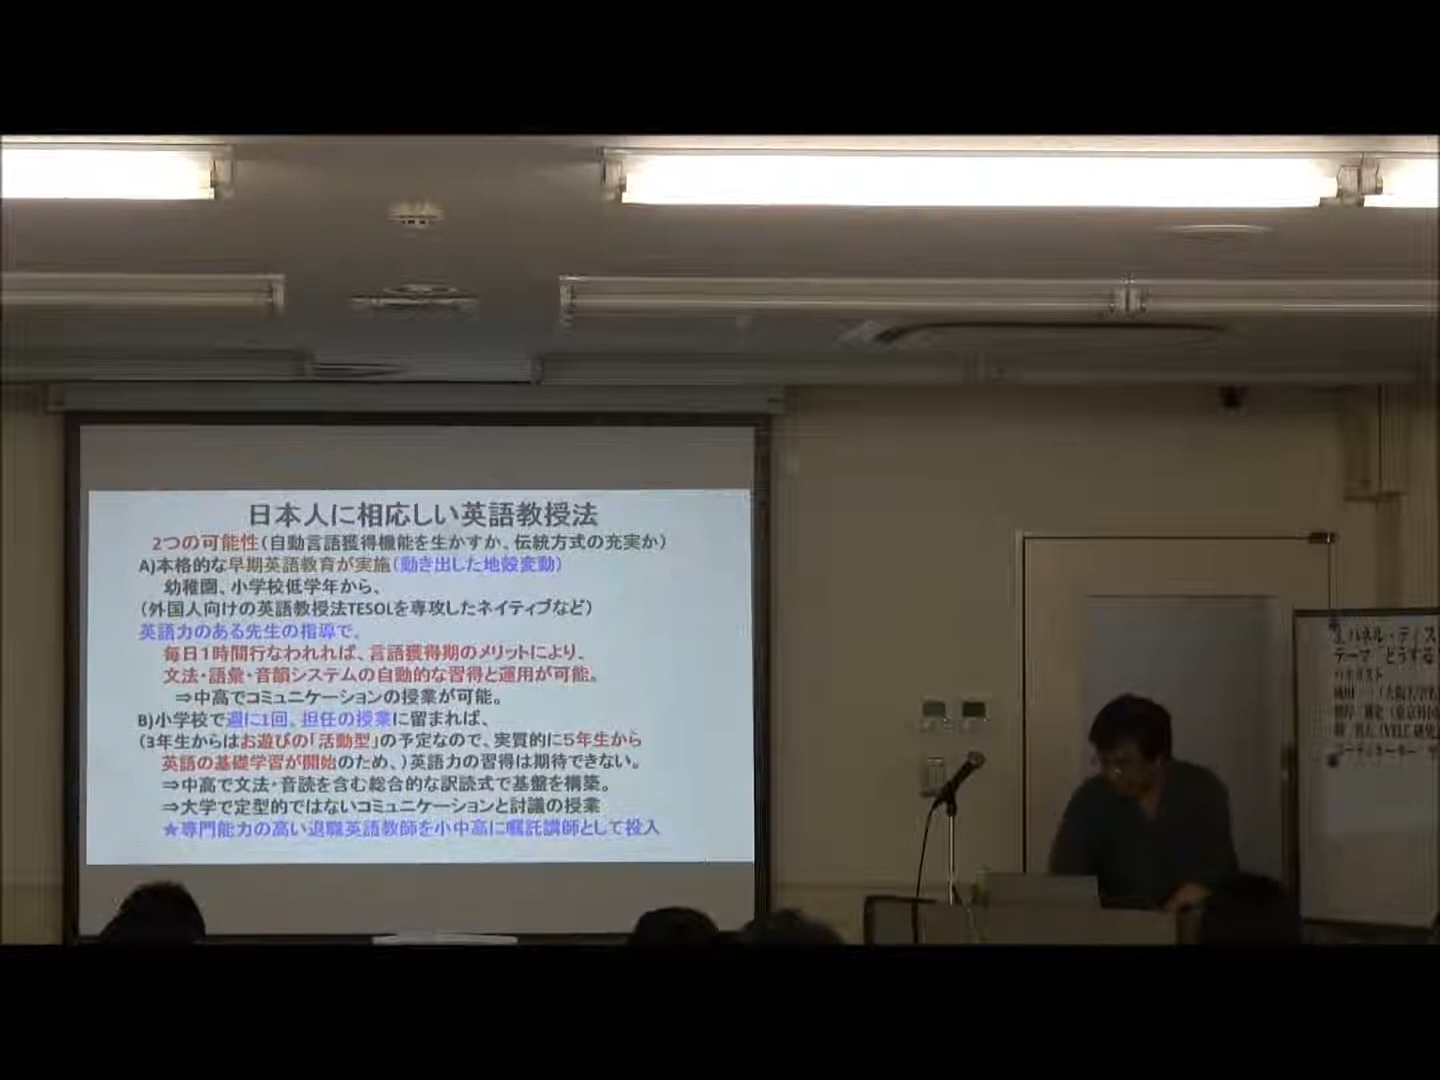 日本人に相応しい英語教授法
2つの可能性(自動言語獲得機能を生かすか、伝統方式の充実か)
A)本格的な早期英語教育が実施(動き出した地殻変動)
幼稚園、小学校低学年から、
(外国人向けの英語教授法TESOLを専攻したネイティブなど)
英語力のある先生の指導で。
毎日1時間行なわれれば、言語獲得期のメリットにより、
文法・語彙・音韻システムの自動的な習得と運用が可能。
⇒中高でコミュニケーションの授業が可能。
B)小学校で週に1回、担任の授業に留まれば、
(3年生からはお遊びの「活動型」の予定なので、実質的に5年生から
英語の基礎学習が開始のため、)英語力の習得は期待できない。
⇒中高で文法・音読を含む総合的な訳読式で基盤を構築。
⇒大学で定型的ではないコミュニケーションと討議の授業
★専門能力の高い退職英語教師を小中高に嘱託講師として投入
パネル・ディス
テーマ どうする
パネリスト